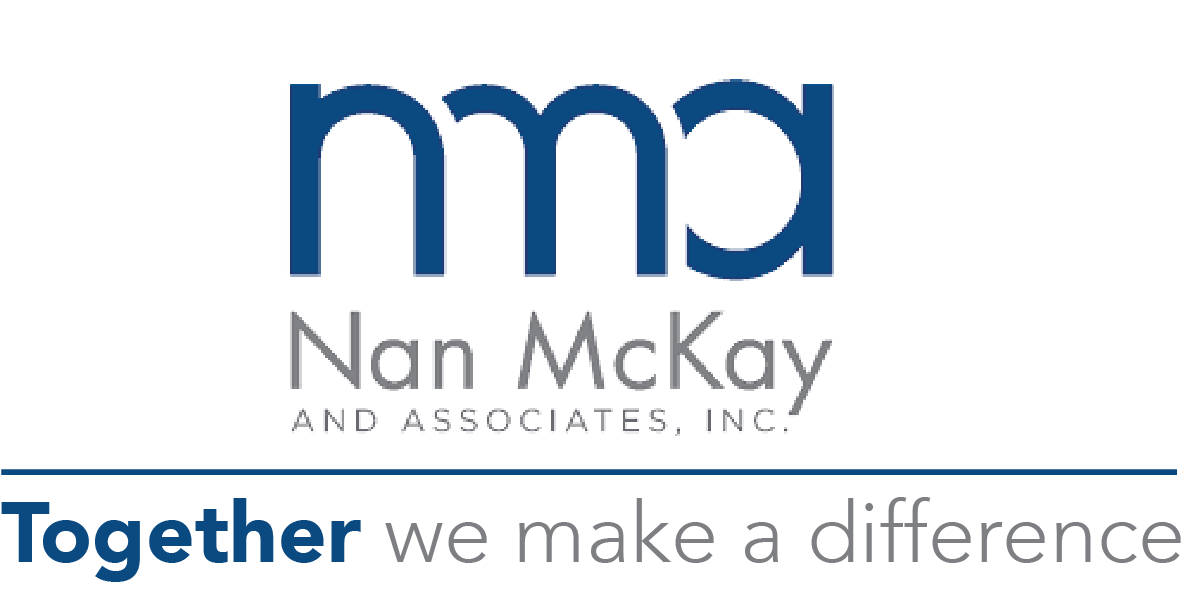 nma
Nan McKay
AND ASSOCIATES, INC.
Together we make a difference